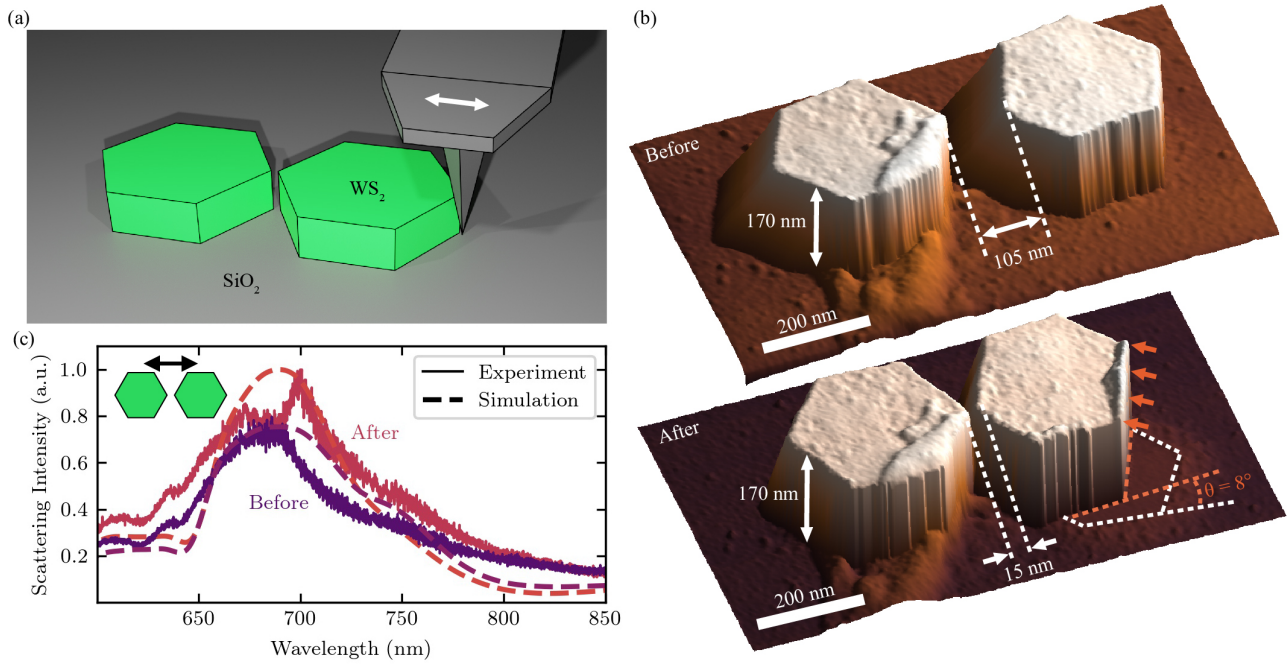 (a)
WS₂
SiO₂
(b)
Before
170 nm
105 nm
200 nm
After
170 nm
15 nm
θ = 8°
200 nm
(c)
Scattering Intensity (a.u.)
1.0
0.8
0.6
0.4
0.2
Experiment
Simulation
After
Before
650
700
750
800
850
Wavelength (nm)